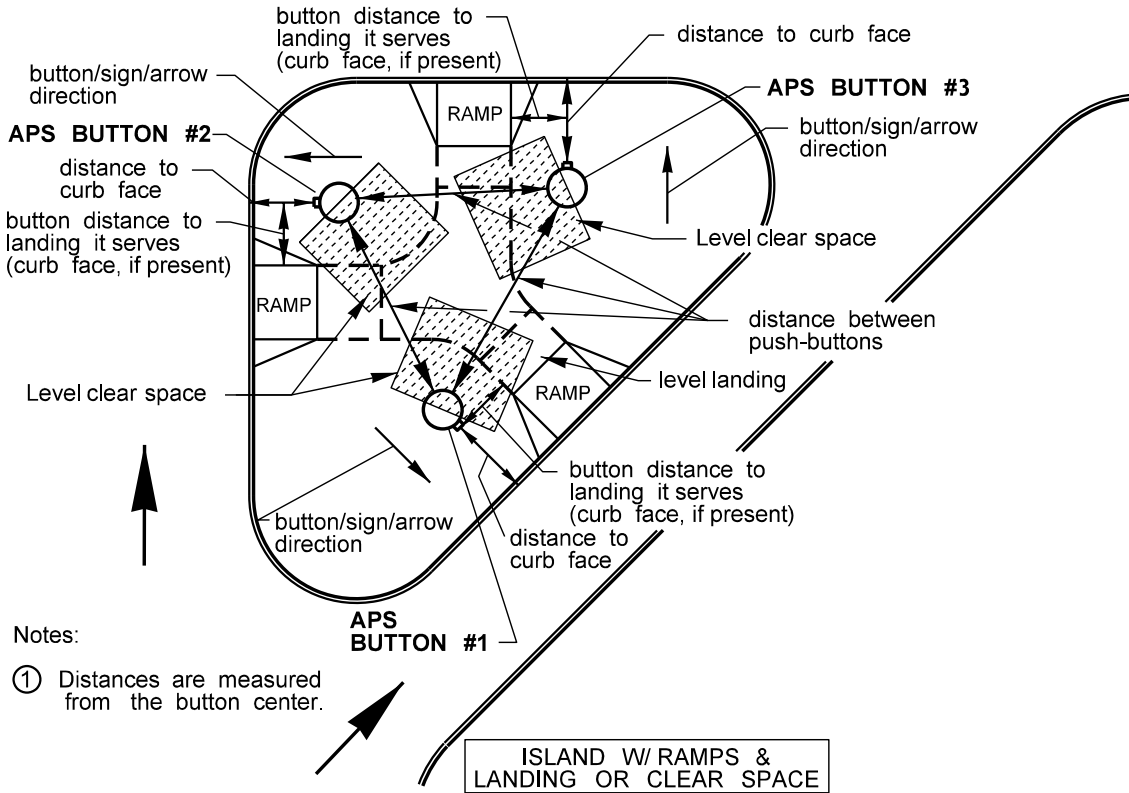 button distance to
landing it serves
(curb face, if present)
distance to curb face
button/sign/arrow
direction
RAMP
APS BUTTON #3
APS BUTTON #2
button/sign/arrow
direction
distance to
curb face
button distance to
landing it serves
(curb face, if present)
Level clear space
RAMP
distance between
push-buttons
level landing
RAMP
Level clear space
button distance to
landing it serves
(curb face, if present)
button/sign/arrow
direction
distance to
curb face
APS
BUTTON #1
Notes:
① Distances are measured
from the button center.
ISLAND W/ RAMPS &
LANDING OR CLEAR SPACE